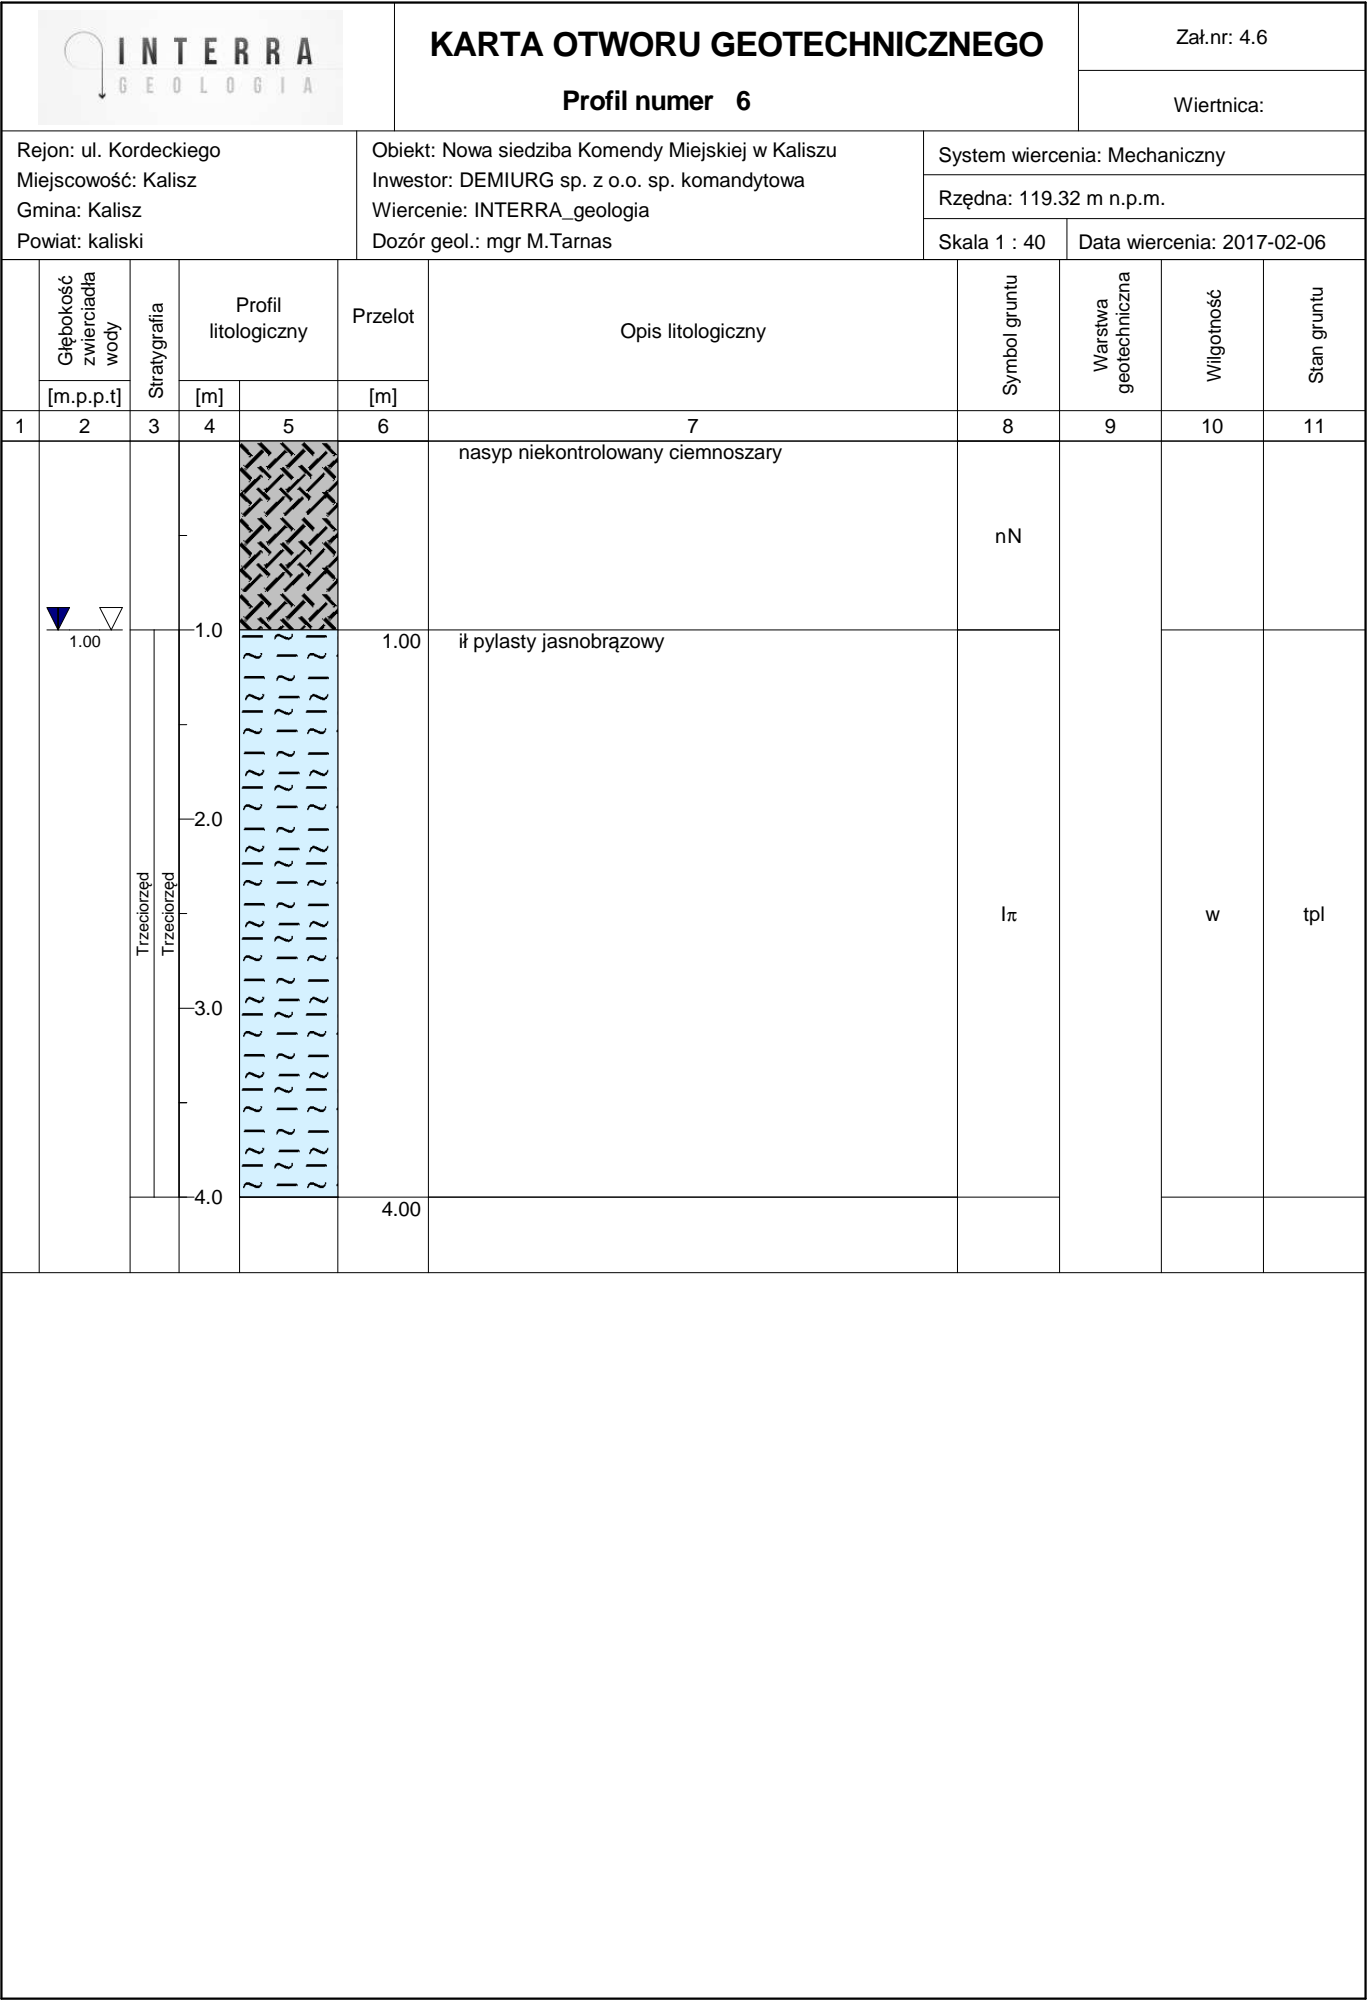 INTERRA
GEOLOGIA
KARTA OTWORU GEOTECHNICZNEGO
Profil numer 6
Zał.nr: 4.6
Wiertnica:
Rejon: ul. Kordeckiego
Miejscowość: Kalisz
Gmina: Kalisz
Powiat: kaliski
Obiekt: Nowa siedziba Komendy Miejskiej w Kaliszu
Inwestor: DEMIURG sp. z o.o. sp. komandytowa
Wiercenie: INTERRA_geologia
Dozór geol.: mgr M.Tarnas
System wiercenia: Mechaniczny
Rzędna: 119.32 m n.p.m.
Skala 1 : 40
Data wiercenia: 2017-02-06
Głębokość
zwierciadła
wody
[m.p.p.t]
Stratygrafia
Profil
litologiczny
[m]
Przelot
[m]
Opis litologiczny
Symbol gruntu
Warstwa
geotechniczna
Wilgotność
Stan gruntu
1 2 3 4 5 6 7 8 9 10 11
nasyp niekontrolowany ciemnoszary
nN
1.00
1.0
1.00
ił pylasty jasnobrązowy
2.0
Trzeciorzęd
Trzeciorzęd
Iπ
w
tpl
3.0
4.0
4.00